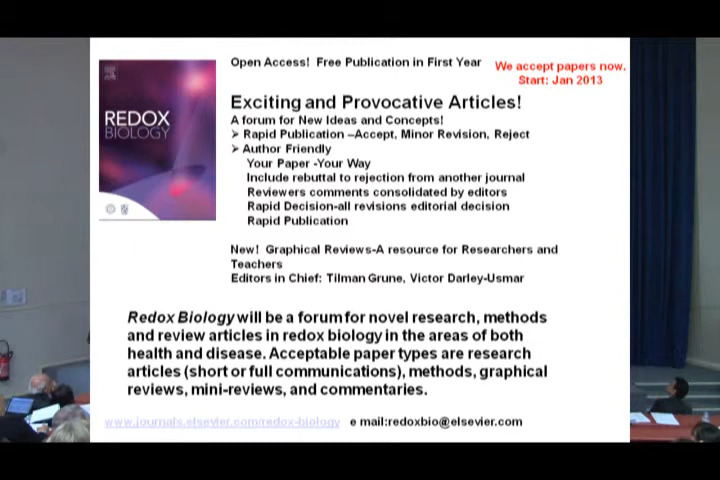 Open Access! Free Publication in First Year
We accept papers now.
Start: Jan 2013
REDOX
BIOLOGY
Exciting and Provocative Articles!
A forum for New Ideas and Concepts!
➢ Rapid Publication –Accept, Minor Revision, Reject
➢ Author Friendly
Your Paper -Your Way
Include rebuttal to rejection from another journal
Reviewers comments consolidated by editors
Rapid Decision-all revisions editorial decision
Rapid Publication
New! Graphical Reviews-A resource for Researchers and
Teachers
Editors in Chief: Tilman Grune, Victor Darley-Usmar
Redox Biology will be a forum for novel research, methods
and review articles in redox biology in the areas of both
health and disease. Acceptable paper types are research
articles (short or full communications), methods, graphical
reviews, mini-reviews, and commentaries.
www.journals.elsevier.com/redox-biology e mail:redoxbio@elsevier.com